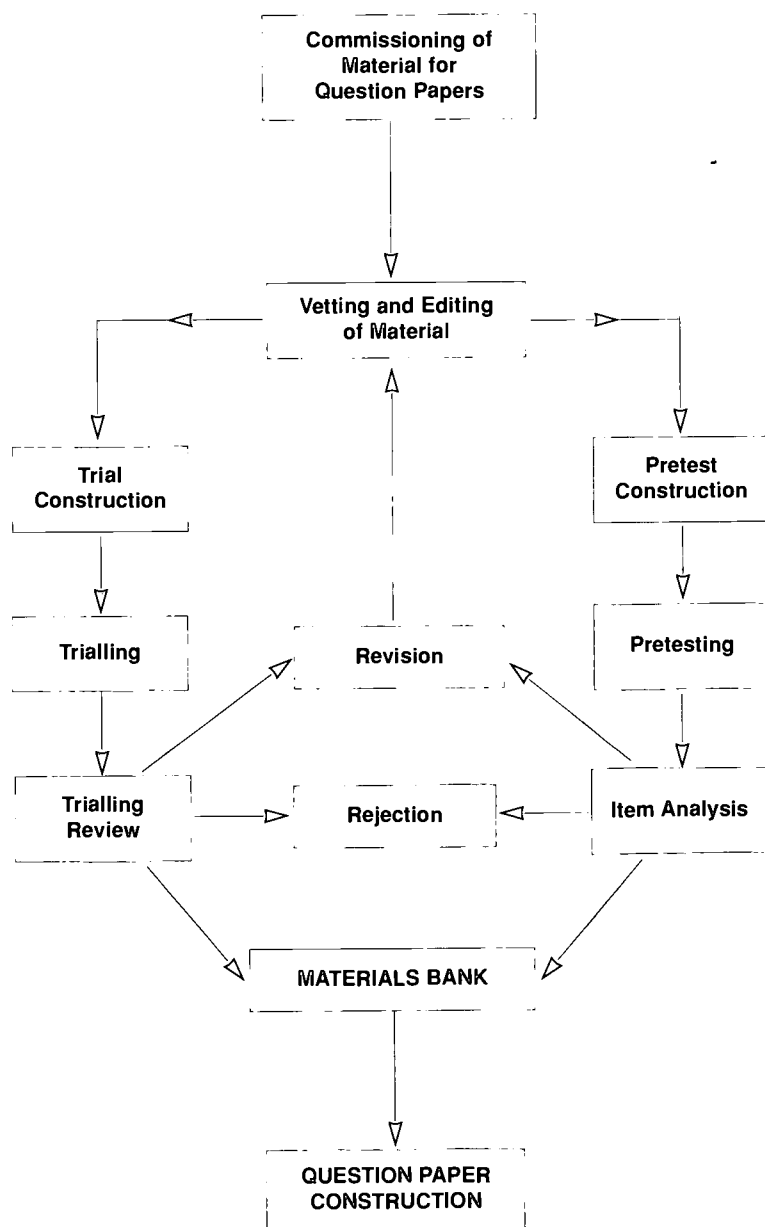 Commissioning of
Material for
Question Papers
Vetting and Editing
of Material
Trial
Construction
Pretest
Construction
Trialling
Revision
Pretesting
Trialling
Review
Rejection
Item Analysis
MATERIALS BANK
QUESTION PAPER
CONSTRUCTION